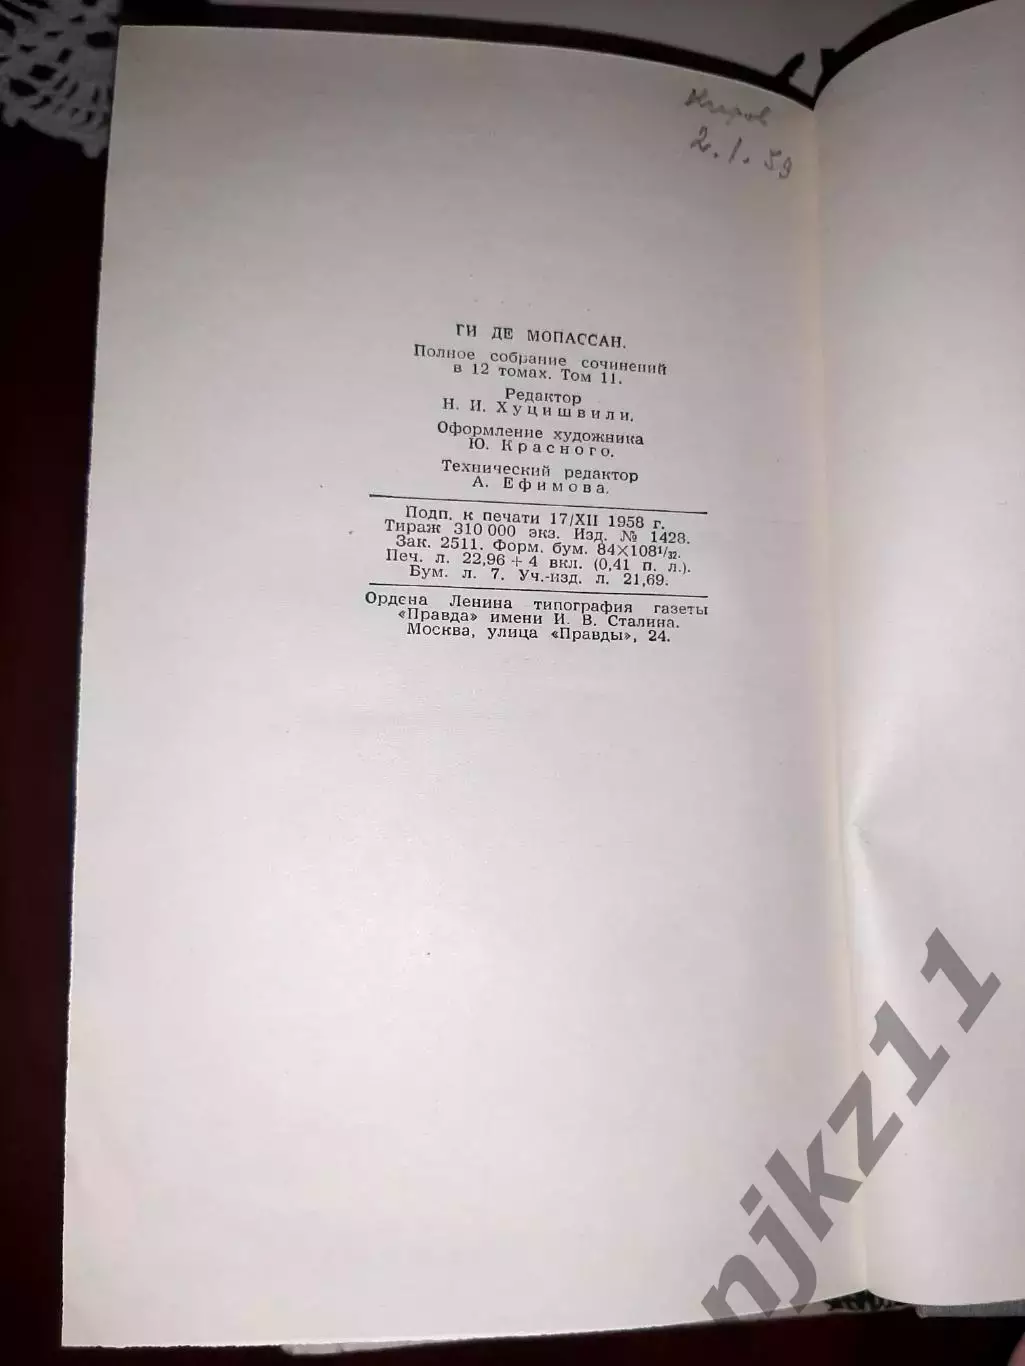 2.1.59
ГИ ДЕ МОПАССАН.
Полное собрание сочинений
в 12 томах. Том 11.
Редактор
Н. И. Хуцишвили.
Оформление художника
Ю. Красного.
Технический редактор
А. Ефимова.
Подп. к печати 17/XII 1958 г.
Тираж 310 000 экз. Изд. № 1428.
Зак. 2511. Форм. бум. 84×108¹/₃₂.
Печ. л. 22,96 + 4 вкл. (0,41 п. л.).
Бум. л. 7. Уч.-изд. л. 21,69.
Ордена Ленина типография газеты
«Правда» имени И. В. Сталина.
Москва, улица «Правды», 24.
njkz11